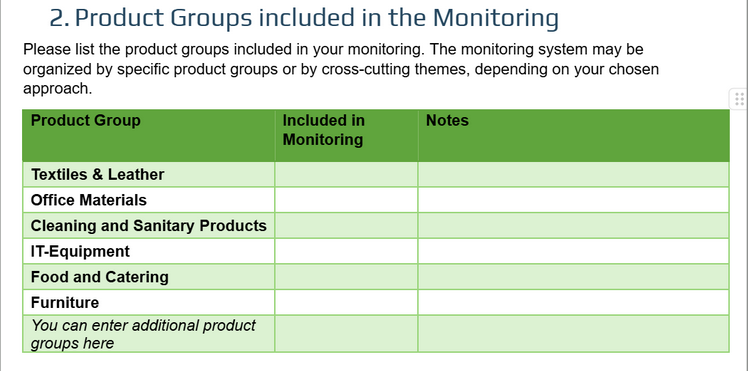 2. Product Groups included in the Monitoring
Please list the product groups included in your monitoring. The monitoring system may be
organized by specific product groups or by cross-cutting themes, depending on your chosen
approach.
Product Group Included in Notes
Monitoring
Textiles & Leather
Office Materials
Cleaning and Sanitary Products
IT-Equipment
Food and Catering
Furniture
You can enter additional product
groups here